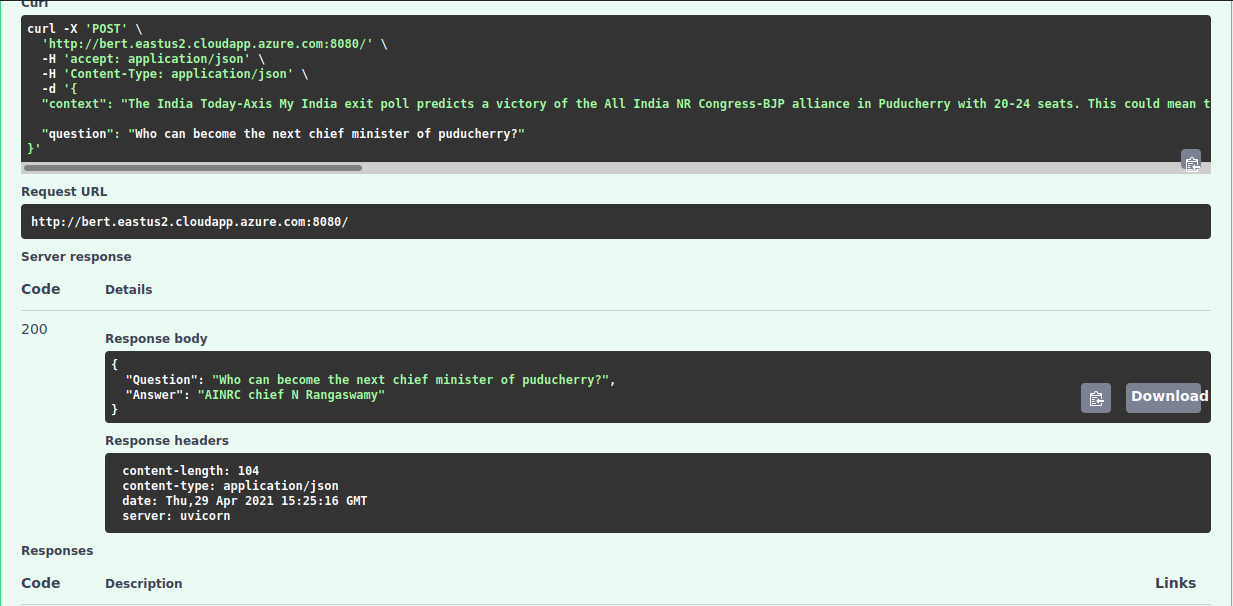 Curl
curl -X 'POST' \
'http://bert.eastus2.cloudapp.azure.com:8080/' \
-H 'accept: application/json' \
-H 'Content-Type: application/json' \
-d '{
"context": "The India Today-Axis My India exit poll predicts a victory of the All India NR Congress-BJP alliance in Puducherry with 20-24 seats. This could mean t
"question": "Who can become the next chief minister of puducherry?"
}'
Request URL
http://bert.eastus2.cloudapp.azure.com:8080/
Server response
Code Details
200
Response body
{
"Question": "Who can become the next chief minister of puducherry?",
"Answer": "AINRC chief N Rangaswamy"
}
Download
Response headers
content-length: 104
content-type: application/json
date: Thu,29 Apr 2021 15:25:16 GMT
server: uvicorn
Responses
Code Description Links